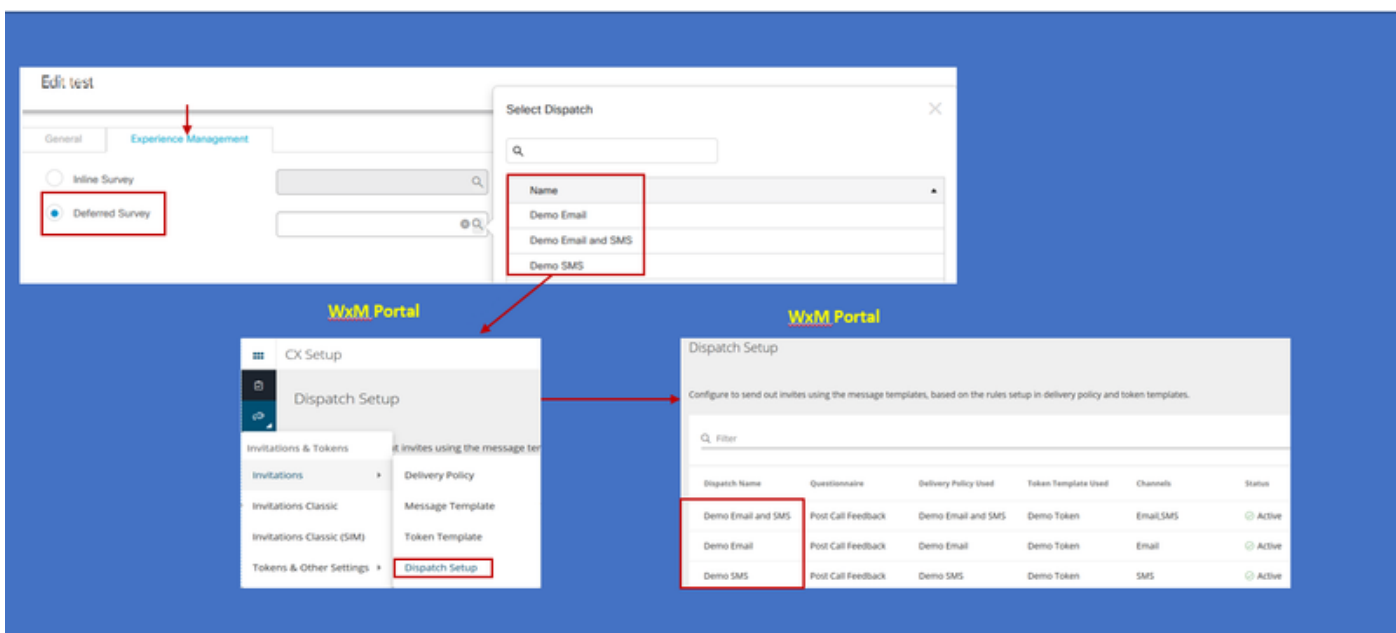 Edit test
General
Experience Management
Inline Survey
Deferred Survey
Select Dispatch
Name
Demo Email
Demo Email and SMS
Demo SMS
WxM Portal
CX Setup
Dispatch Setup
Invitations & Tokens
it invites using the message ter
Invitations
Delivery Policy
Invitations Classic
Message Template
Invitations Classic (SIM)
Token Template
Tokens & Other Settings
Dispatch Setup
WxM Portal
Dispatch Setup
Configure to send out invites using the message templates, based on the rules setup in delivery policy and token templates.
Filter
Dispatch Name Questionnaire Delivery Policy Used Token Template Used Channels Status
Demo Email and SMS Post Call Feedback Demo Email and SMS Demo Token Email,SMS Active
Demo Email Post Call Feedback Demo Email Demo Token Email Active
Demo SMS Post Call Feedback Demo SMS Demo Token SMS Active